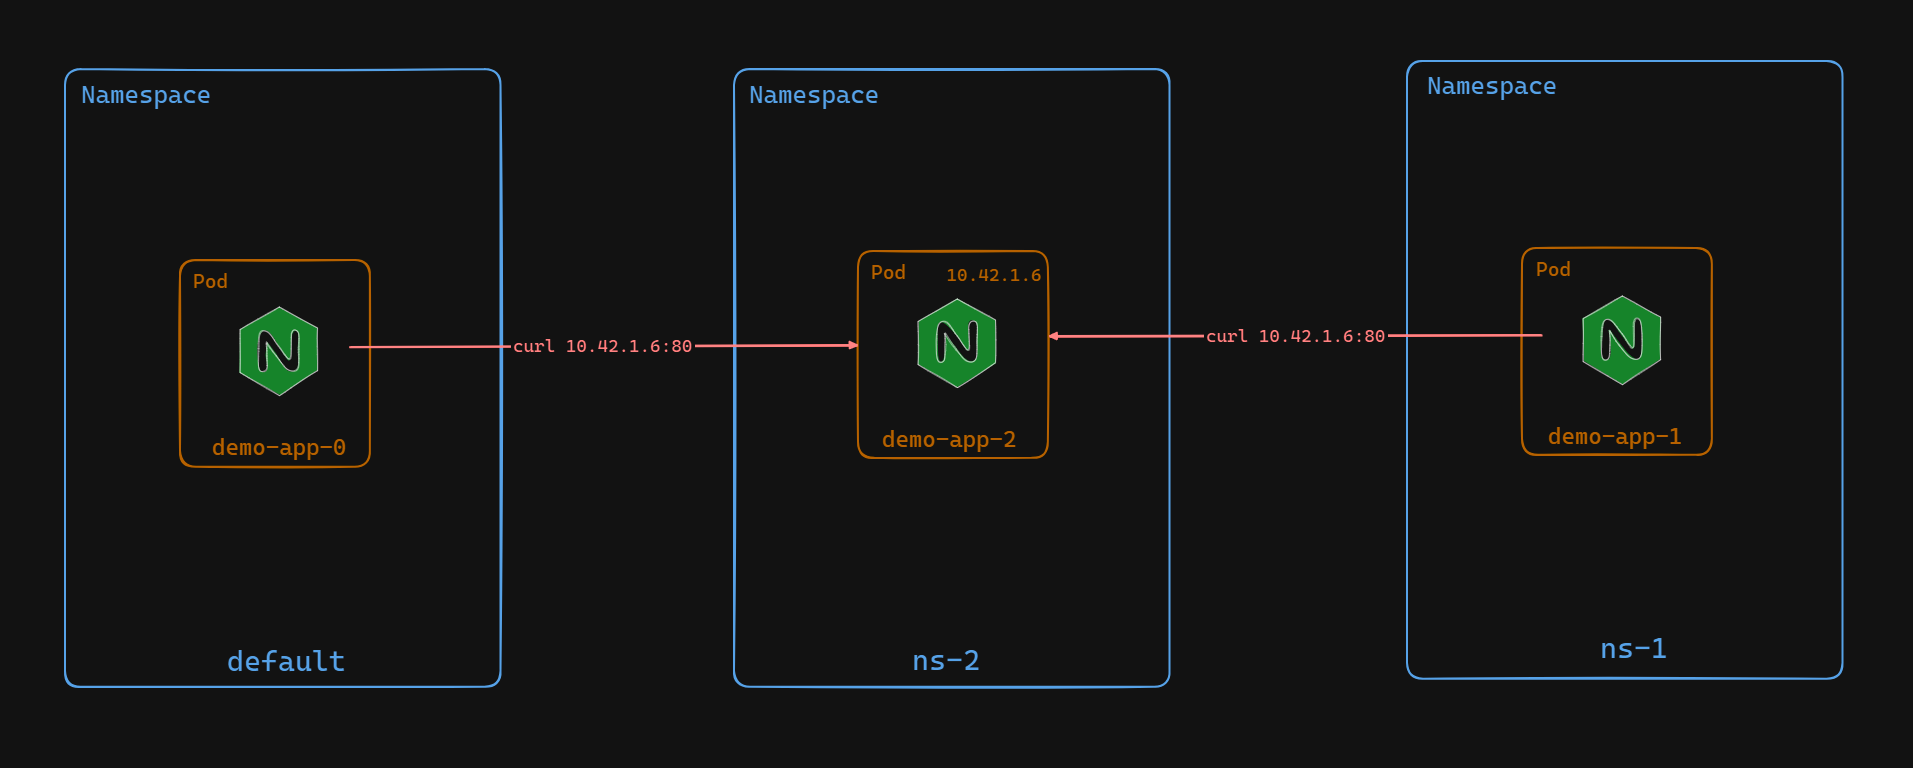 Namespace
Pod
N
demo-app-0
default
curl 10.42.1.6:80
Namespace
Pod 10.42.1.6
N
demo-app-2
ns-2
curl 10.42.1.6:80
Namespace
Pod
N
demo-app-1
ns-1